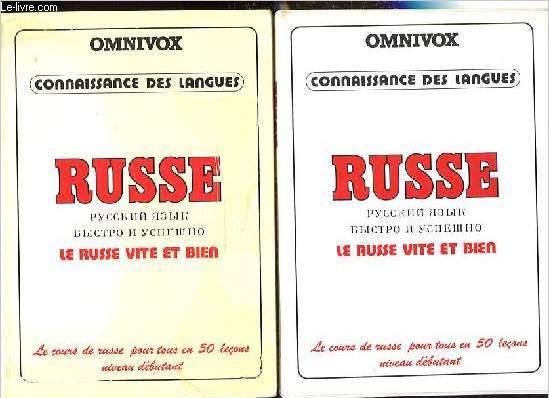 Le-livre.com
OMNIVOX
CONNAISSANCE DES LANGUES
RUSSE
РУССКИЙ ЯЗЫК
БЫСТРО И УСПЕШНО
LE RUSSE VITE ET BIEN
Le cours de russe pour tous en 50 leçons
niveau débutant
OMNIVOX
CONNAISSANCE DES LANGUES
RUSSE
РУССКИЙ ЯЗЫК
БЫСТРО И УСПЕШНО
LE RUSSE VITE ET BIEN
Le cours de russe pour tous en 50 leçons
niveau débutant